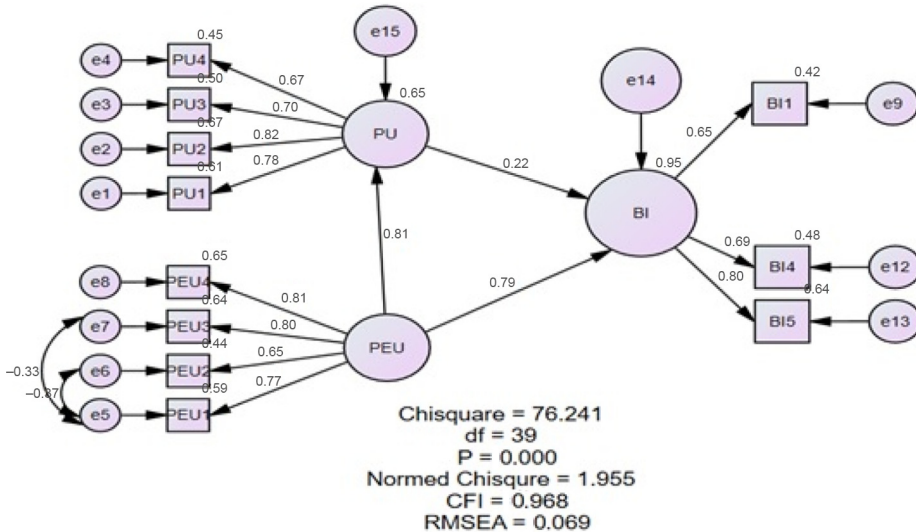 0.45
e4 PU4
0.67
0.50
e3 PU3
0.70
0.67
e2 PU2
0.82
0.61
e1 PU1
0.78
e15
0.65
PU
0.22
0.81
e14
0.95
BI
0.65
0.42
BI1 e9
0.69
0.48
BI4 e12
0.80
0.64
BI5 e13
0.65
e8 PEU4
0.81
0.64
e7 PEU3
0.80
0.44
e6 PEU2
0.65
0.59
e5 PEU1
0.77
–0.33
PEU
0.79
Chisquare = 76.241
df = 39
P = 0.000
Normed Chisqure = 1.955
CFI = 0.968
RMSEA = 0.069